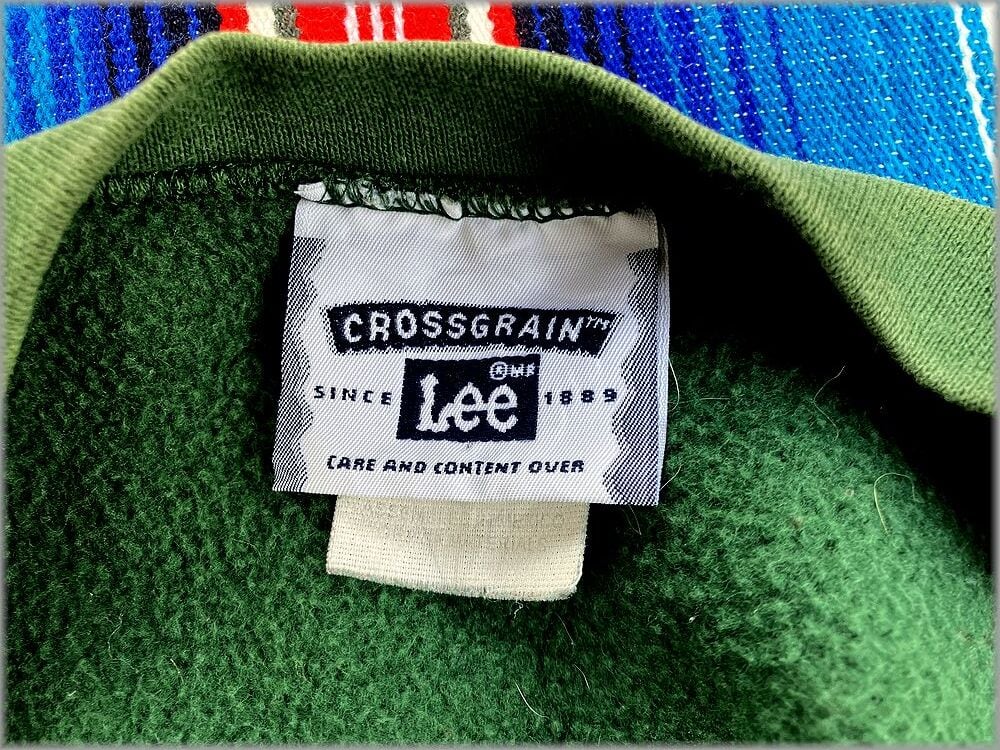 CROSSGRAIN™
Lee ®MR
SINCE 1889
CARE AND CONTENT OVER